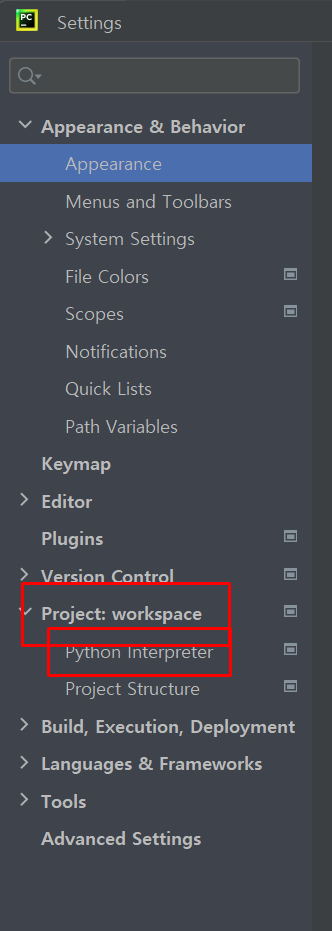 PC
Settings
Appearance & Behavior
Appearance
Menus and Toolbars
System Settings
File Colors
Scopes
Notifications
Quick Lists
Path Variables
Keymap
Editor
Plugins
Version Control
Project: workspace
Python Interpreter
Project Structure
Build, Execution, Deployment
Languages & Frameworks
Tools
Advanced Settings